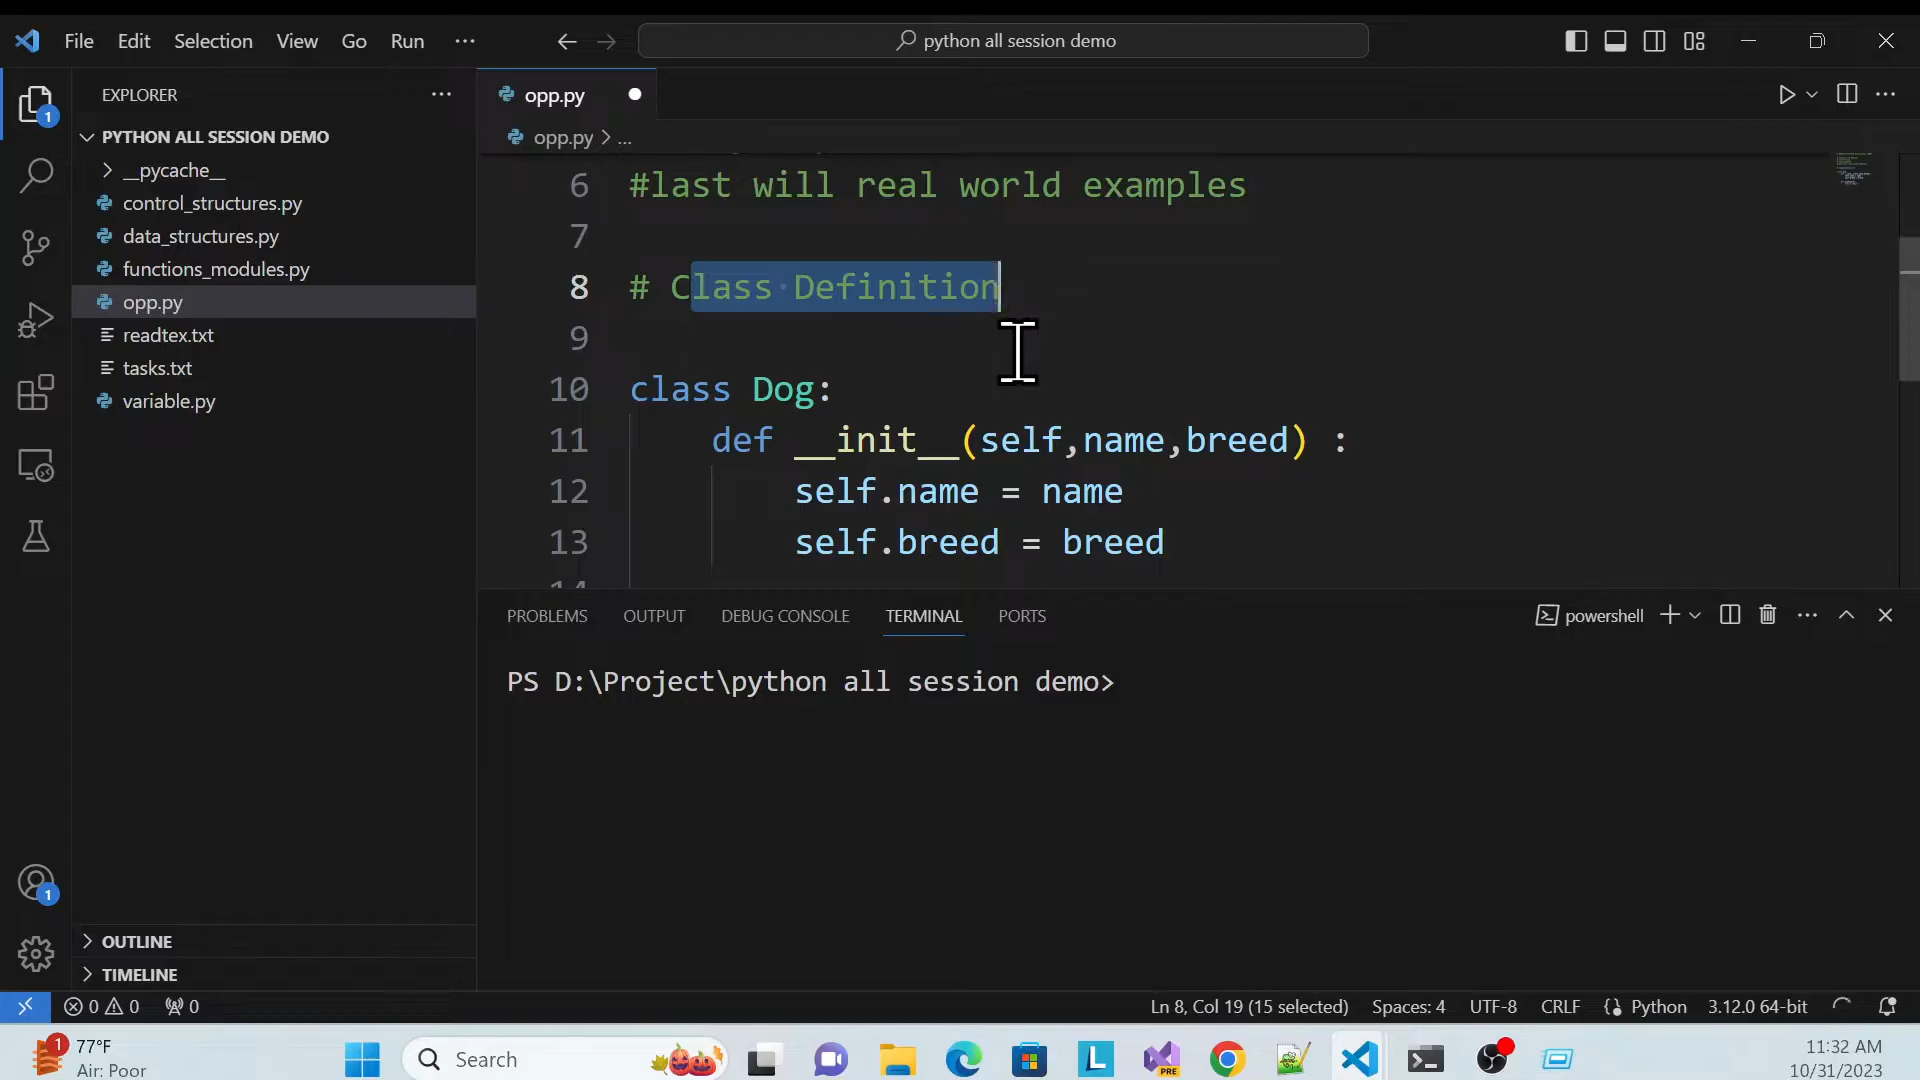 File Edit Selection View Go Run ···
python all session demo
EXPLORER
PYTHON ALL SESSION DEMO
__pycache__
control_structures.py
data_structures.py
functions_modules.py
opp.py
readtex.txt
tasks.txt
variable.py
OUTLINE
TIMELINE
1
1
opp.py
opp.py > ...
6 #last will real world examples
7
8 # Class Definition
9
10 class Dog:
11 def __init__(self,name,breed) :
12 self.name = name
13 self.breed = breed
PROBLEMS OUTPUT DEBUG CONSOLE TERMINAL PORTS
powershell
PS D:\Project\python all session demo>
0 0 0
Ln 8, Col 19 (15 selected) Spaces: 4 UTF-8 CRLF Python 3.12.0 64-bit
1
77°F
Air: Poor
Search
L
PRE
11:32 AM
10/31/2023